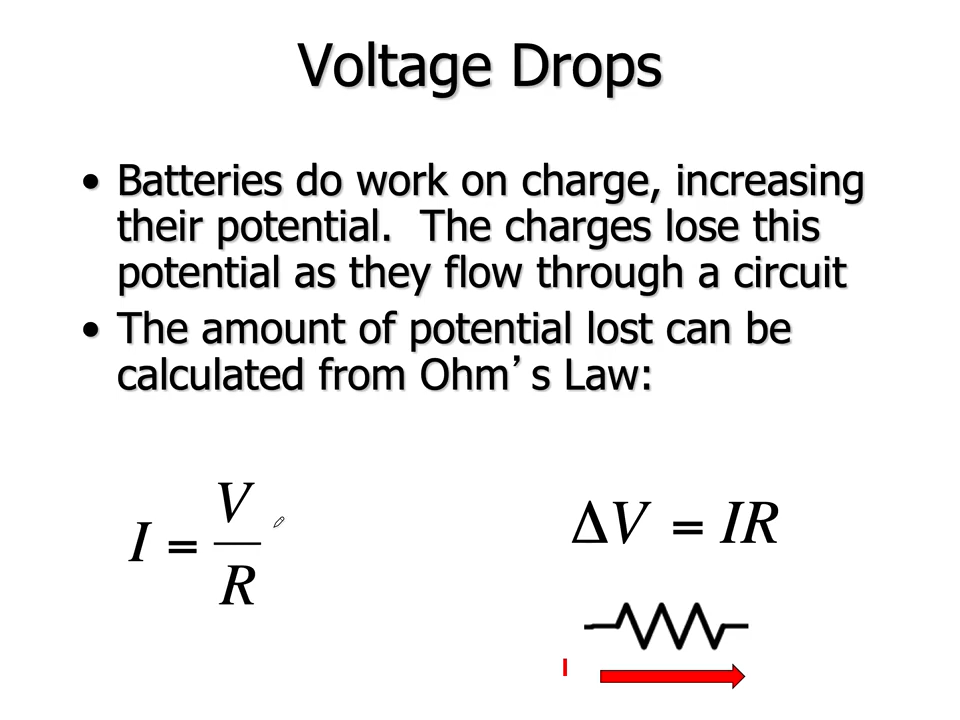 Voltage Drops
• Batteries do work on charge, increasing
their potential.  The charges lose this
potential as they flow through a circuit
• The amount of potential lost can be
calculated from Ohm’s Law:
I = V/R
ΔV = IR
I